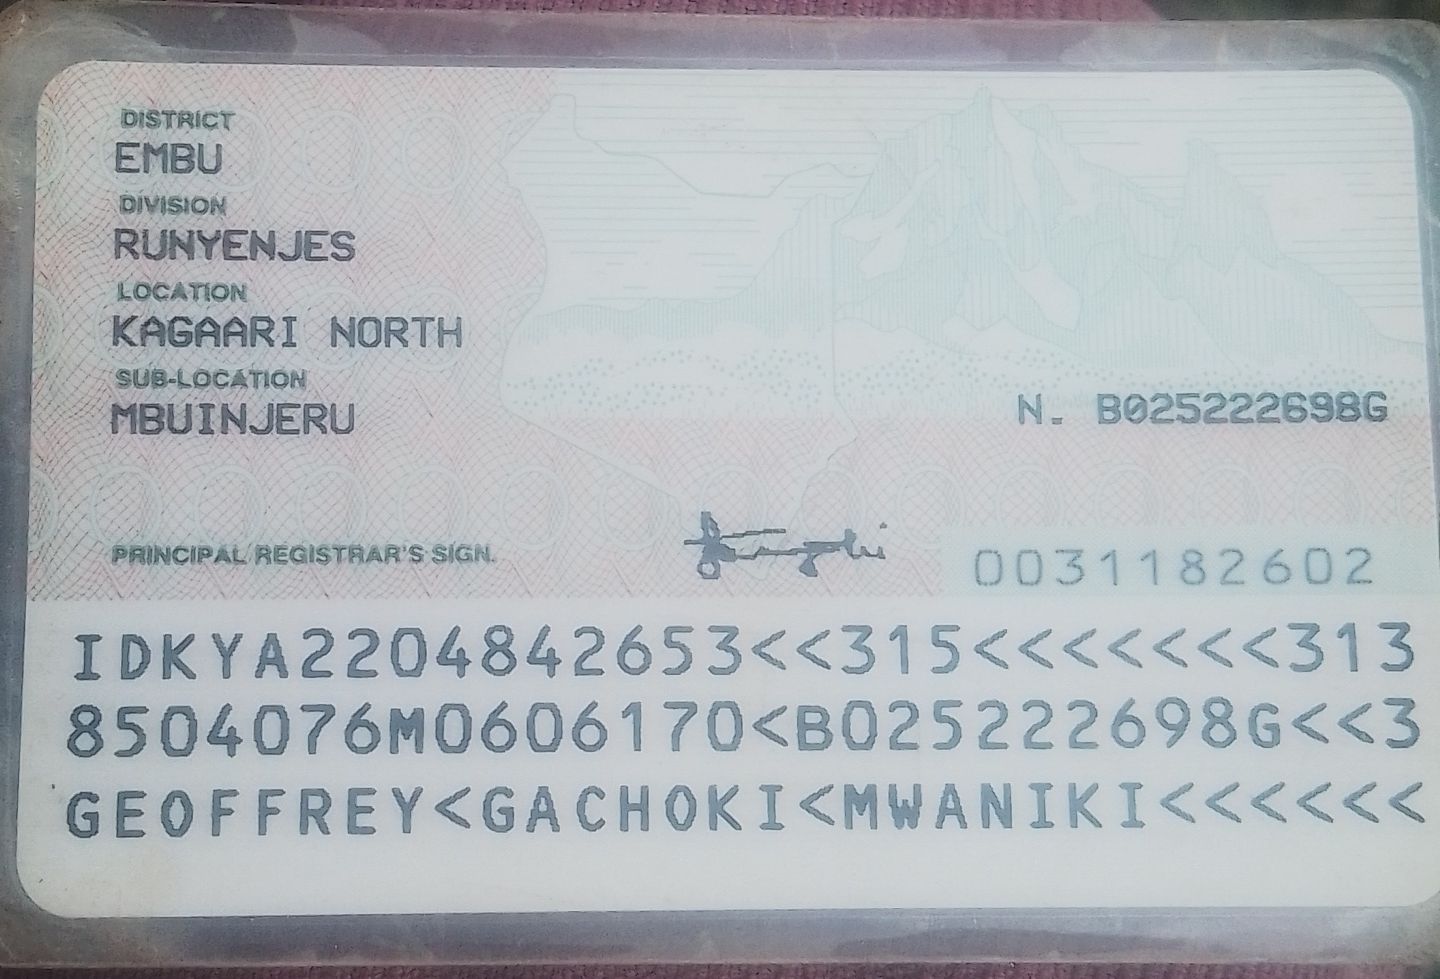 DISTRICT
EMBU
DIVISION
RUNYENJES
LOCATION
KAGAARI NORTH
SUB-LOCATION
MBUINJERU
N. B025222698G
PRINCIPAL REGISTRAR'S SIGN.
0031182602
IDKYA2204842653<<315<<<<<<<313
8504076M0606170<B025222698G<<3
GEOFFREY<GACHOKI<MWANIKI<<<<<<